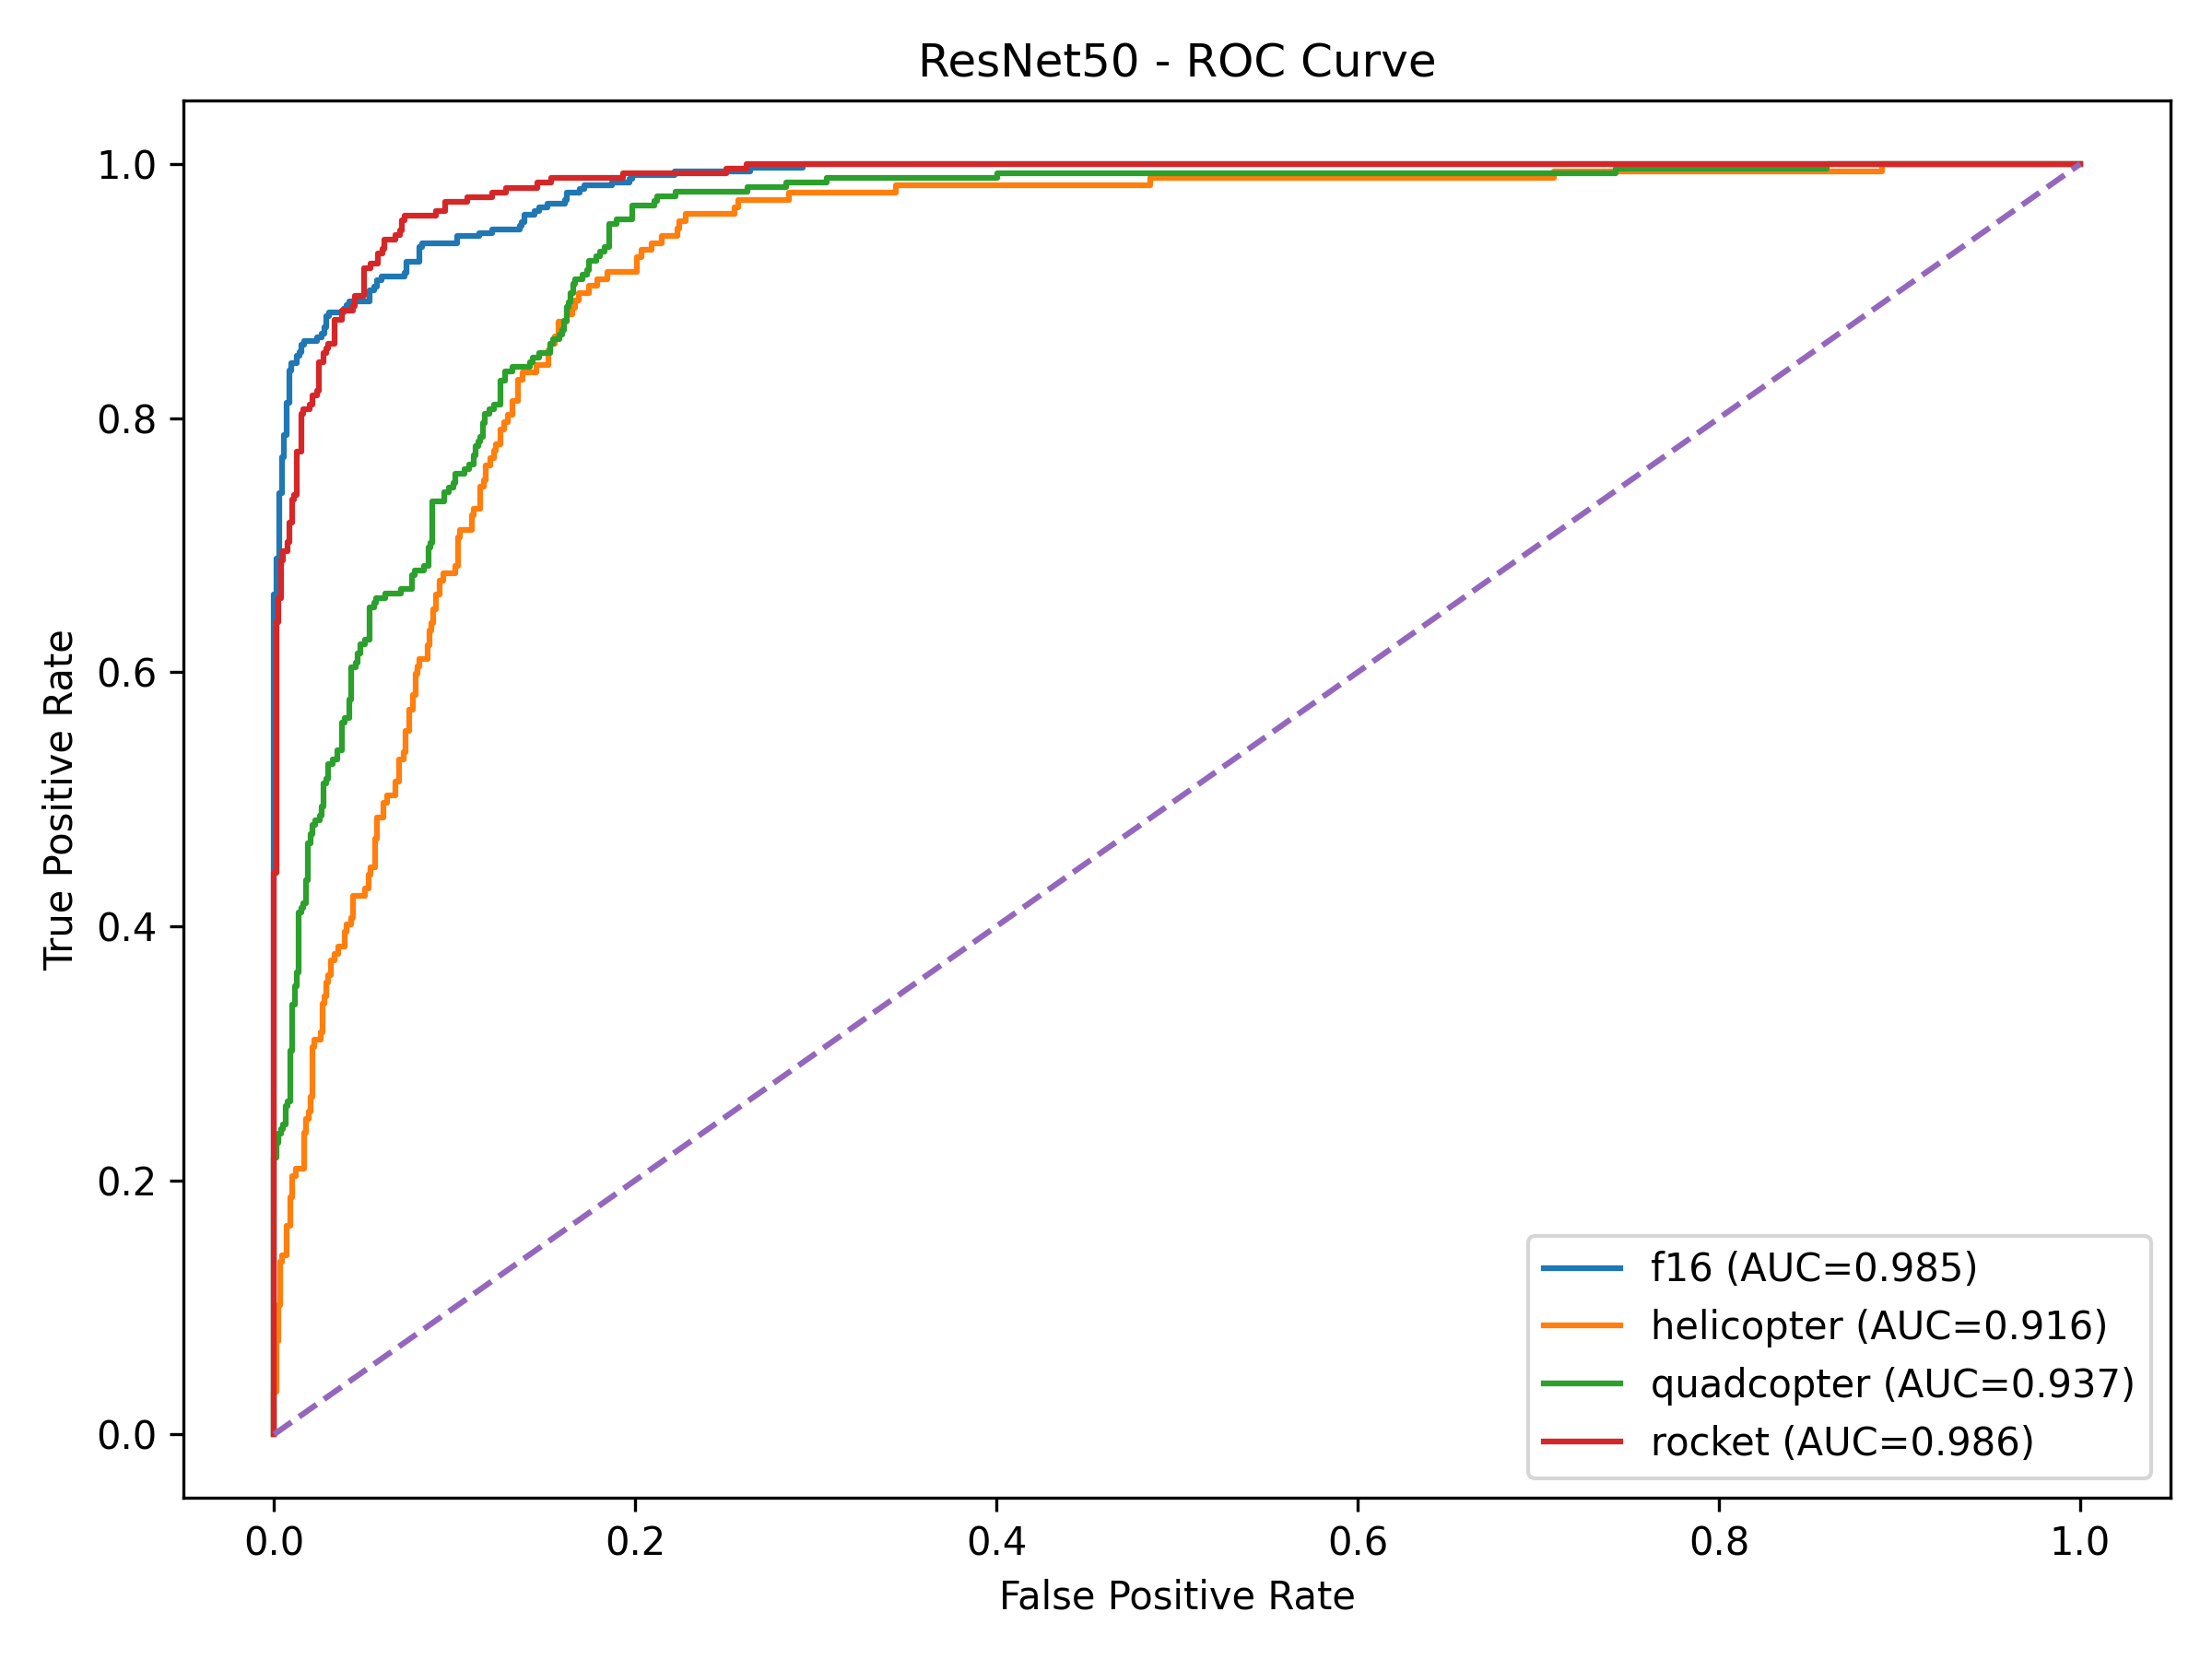 ResNet50 - ROC Curve
True Positive Rate
1.0
0.8
0.6
0.4
0.2
0.0
0.0 0.2 0.4 0.6 0.8 1.0
False Positive Rate
f16 (AUC=0.985)
helicopter (AUC=0.916)
quadcopter (AUC=0.937)
rocket (AUC=0.986)